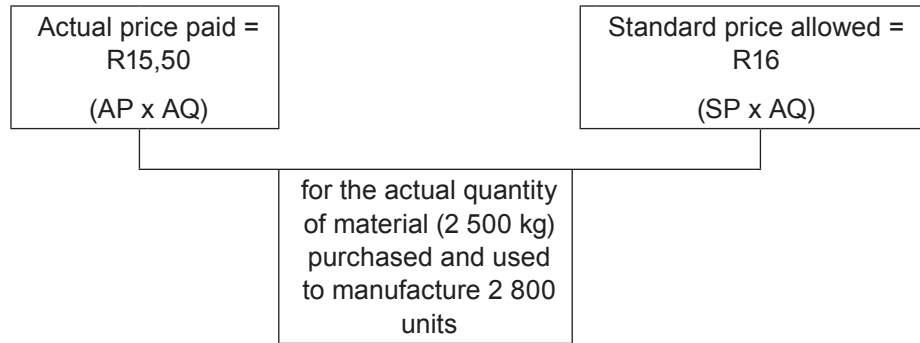 Actual price paid =
R15,50
(AP x AQ)
Standard price allowed =
R16
(SP x AQ)
for the actual quantity
of material (2 500 kg)
purchased and used
to manufacture 2 800
units